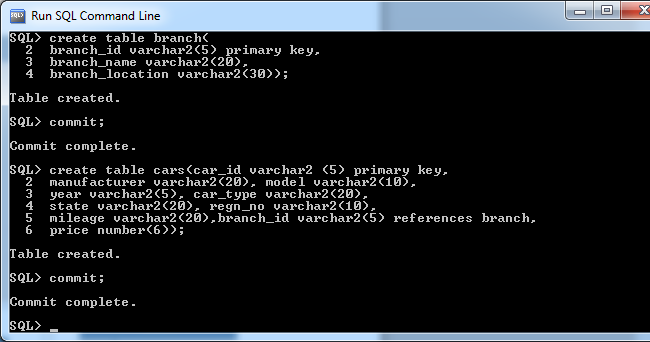 Run SQL Command Line
SQL> create table branch(
2 branch_id varchar2(5) primary key,
3 branch_name varchar2(20),
4 branch_location varchar2(30));
Table created.
SQL> commit;
Commit complete.
SQL> create table cars(car_id varchar2 (5) primary key,
2 manufacturer varchar2(20), model varchar2(10),
3 year varchar2(5), car_type varchar2(20),
4 state varchar2(20), regn_no varchar2(10),
5 mileage varchar2(20),branch_id varchar2(5) references branch,
6 price number(6));
Table created.
SQL> commit;
Commit complete.
SQL> _